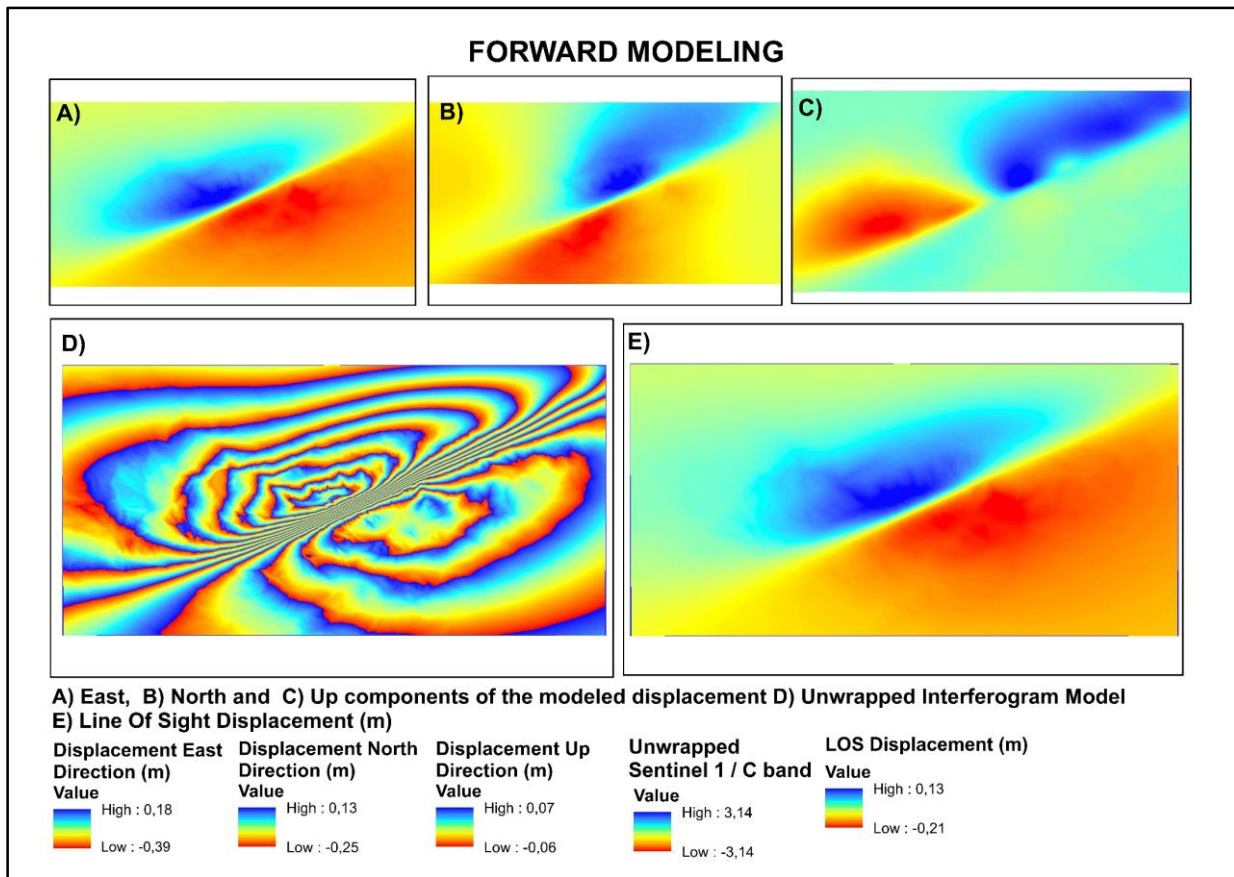 FORWARD MODELING
A)
B)
C)
D)
E)
A) East, B) North and C) Up components of the modeled displacement D) Unwrapped Interferogram Model
E) Line Of Sight Displacement (m)
Displacement East
Direction (m)
Value
High : 0,18
Low : -0,39
Displacement North
Direction (m)
Value
High : 0,13
Low : -0,25
Displacement Up
Direction (m)
Value
High : 0,07
Low : -0,06
Unwrapped
Sentinel 1 / C band
Value
High : 3,14
Low : -3,14
LOS Displacement (m)
Value
High : 0,13
Low : -0,21